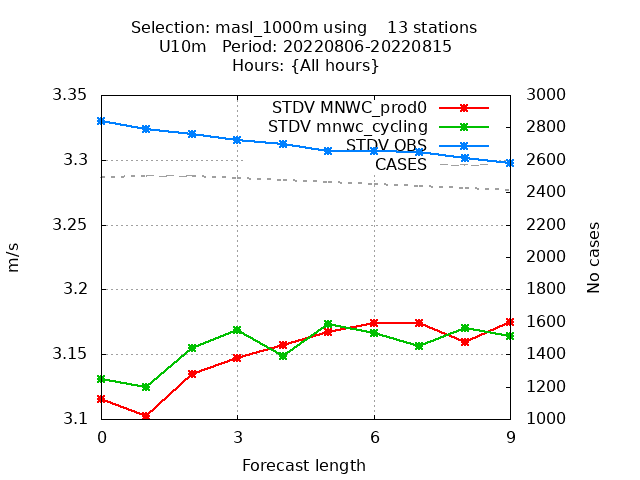 Selection: masl_1000m using    13 stations
U10m   Period: 20220806-20220815
Hours: {All hours}
3.35
3.3
3.25
3.2
3.15
3.1
m/s
STDV MNWC_prod0
STDV mnwc_cycling
STDV OBS
CASES
3000
2800
2600
2400
2200
2000
1800
1600
1400
1200
1000
No cases
0
3
6
9
Forecast length